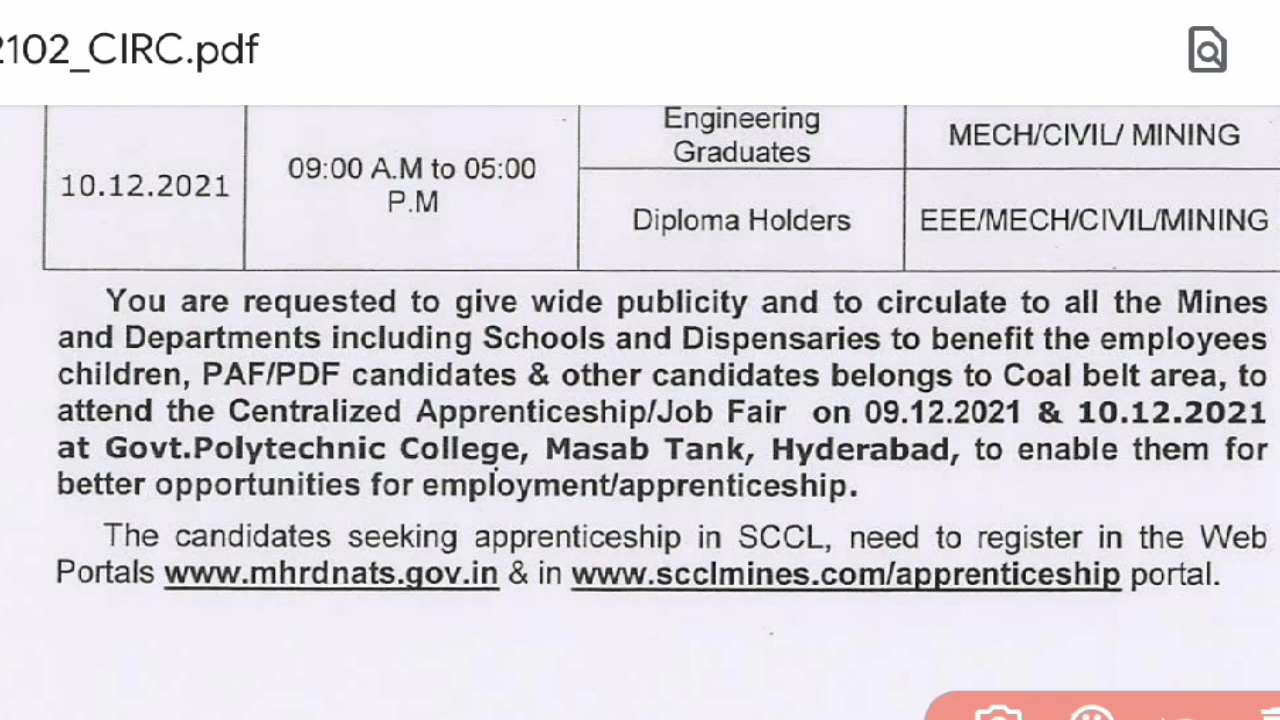 2102_CIRC.pdf
Engineering
Graduates
MECH/CIVIL/ MINING
10.12.2021
09:00 A.M to 05:00
P.M
Diploma Holders
EEE/MECH/CIVIL/MINING
You are requested to give wide publicity and to circulate to all the Mines
and Departments including Schools and Dispensaries to benefit the employees
children, PAF/PDF candidates & other candidates belongs to Coal belt area, to
attend the Centralized Apprenticeship/Job Fair on 09.12.2021 & 10.12.2021
at Govt.Polytechnic College, Masab Tank, Hyderabad, to enable them for
better opportunities for employment/apprenticeship.
The candidates seeking apprenticeship in SCCL, need to register in the Web
Portals www.mhrdnats.gov.in & in www.scclmines.com/apprenticeship portal.